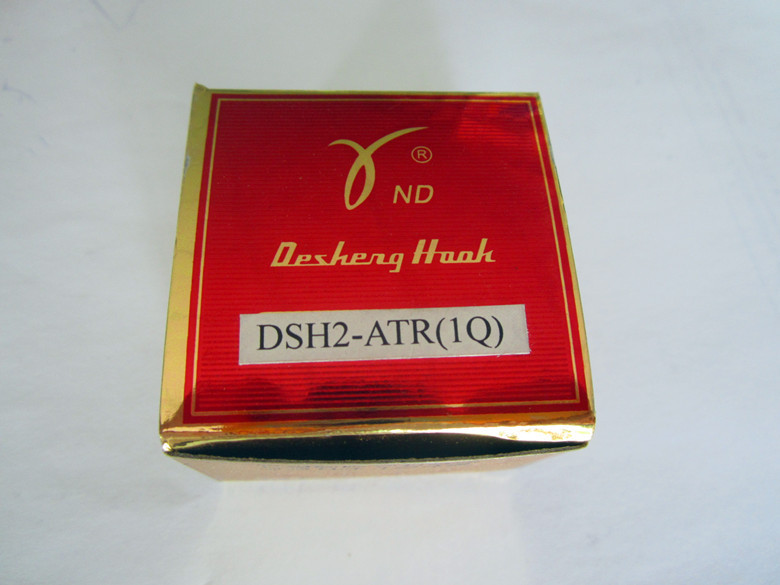 ®
ND
Desheng Hook
DSH2-ATR(1Q)